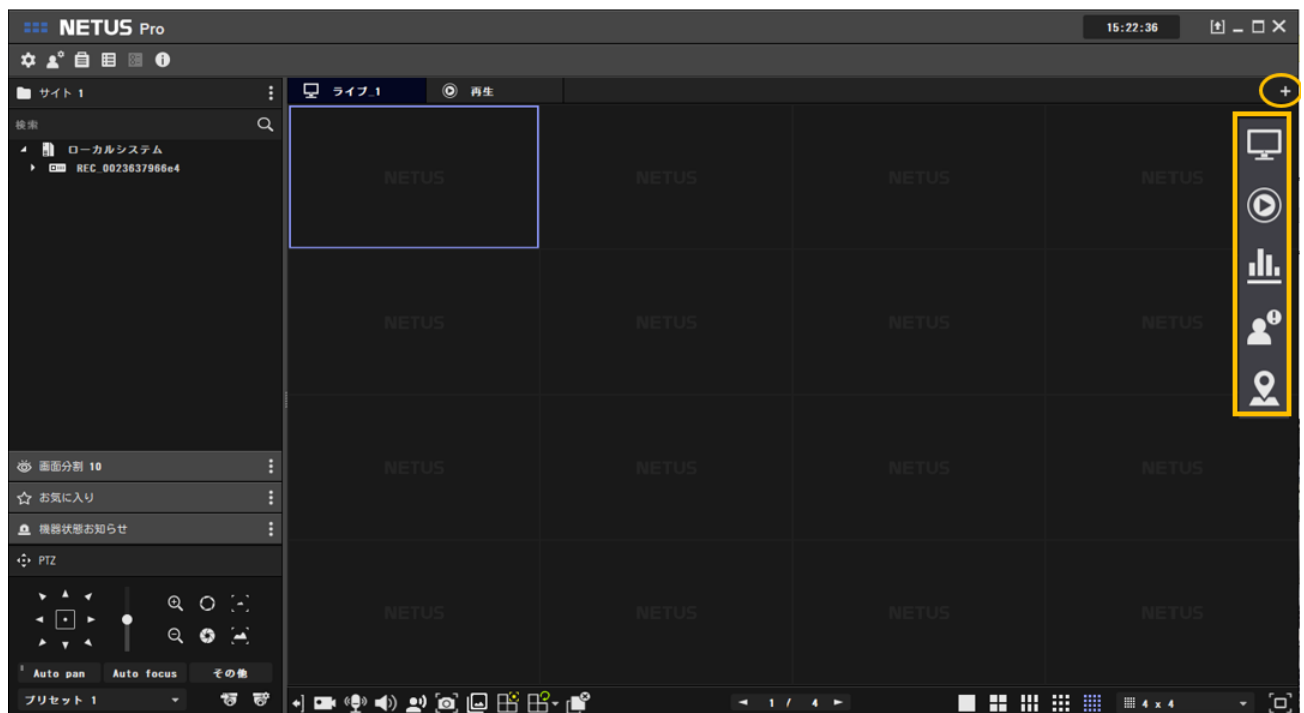 NETUS Pro
15:22:36
サイト 1
ライブ_1
再生
検索
ローカルシステム
REC_0023637966e4
NETUS NETUS NETUS NETUS
NETUS NETUS NETUS NETUS
NETUS NETUS NETUS NETUS
画面分割 10
お気に入り
機器状態お知らせ
PTZ
NETUS NETUS NETUS NETUS
Auto pan Auto focus その他
プリセット 1
1 / 4
4 x 4